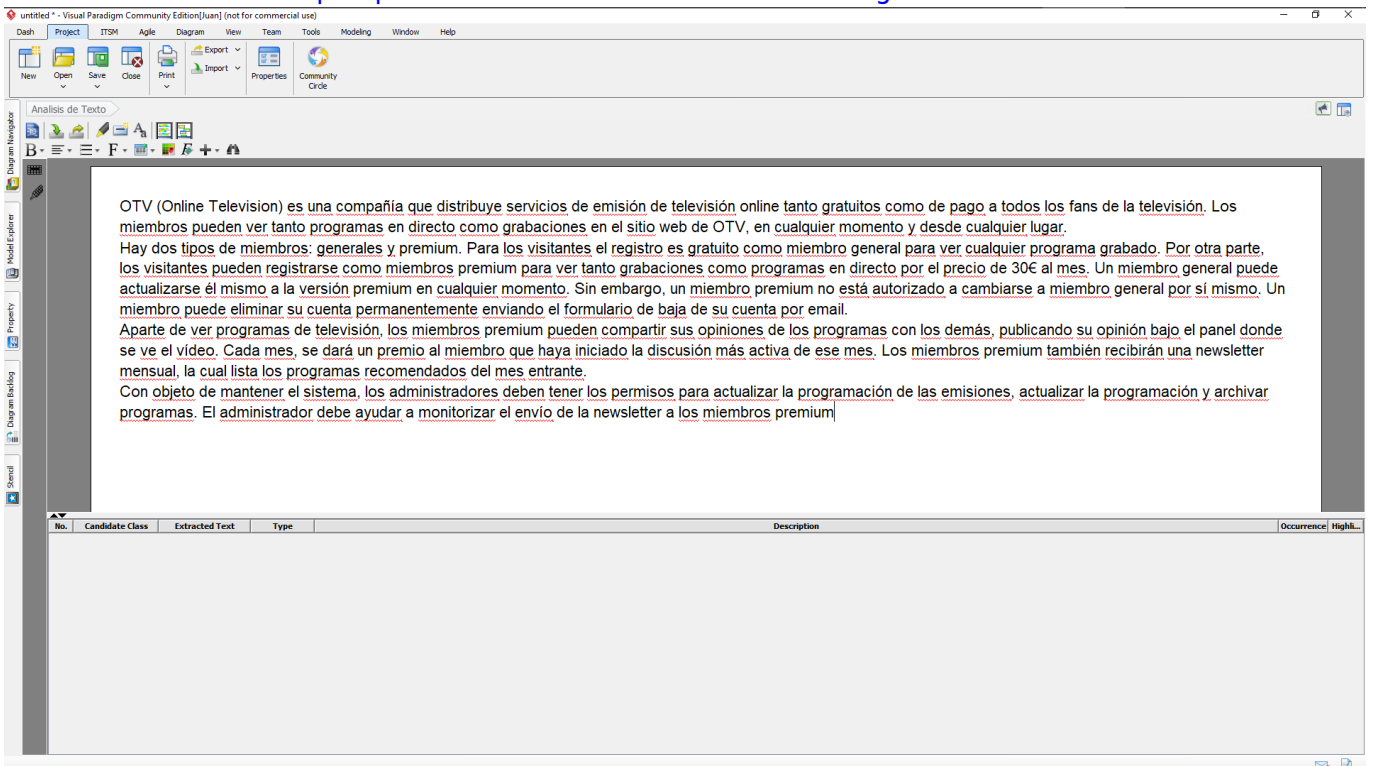 untitled * - Visual Paradigm Community Edition[Juan] (not for commercial use)
Dash Project ITSM Agile Diagram View Team Tools Modeling Window Help
New Open Save Close Print Export Import Properties Community Circle
Analisis de Texto
Diagram Navigator
Model Explorer
Property
Diagram Backlog
Stencil
OTV (Online Television) es una compañía que distribuye servicios de emisión de televisión online tanto gratuitos como de pago a todos los fans de la televisión. Los
miembros pueden ver tanto programas en directo como grabaciones en el sitio web de OTV, en cualquier momento y desde cualquier lugar.
Hay dos tipos de miembros: generales y premium. Para los visitantes el registro es gratuito como miembro general para ver cualquier programa grabado. Por otra parte,
los visitantes pueden registrarse como miembros premium para ver tanto grabaciones como programas en directo por el precio de 30€ al mes. Un miembro general puede
actualizarse él mismo a la versión premium en cualquier momento. Sin embargo, un miembro premium no está autorizado a cambiarse a miembro general por sí mismo. Un
miembro puede eliminar su cuenta permanentemente enviando el formulario de baja de su cuenta por email.
Aparte de ver programas de televisión, los miembros premium pueden compartir sus opiniones de los programas con los demás, publicando su opinión bajo el panel donde
se ve el vídeo. Cada mes, se dará un premio al miembro que haya iniciado la discusión más activa de ese mes. Los miembros premium también recibirán una newsletter
mensual, la cual lista los programas recomendados del mes entrante.
Con objeto de mantener el sistema, los administradores deben tener los permisos para actualizar la programación de las emisiones, actualizar la programación y archivar
programas. El administrador debe ayudar a monitorizar el envío de la newsletter a los miembros premium
No. Candidate Class Extracted Text Type Description Occurrence Highli...